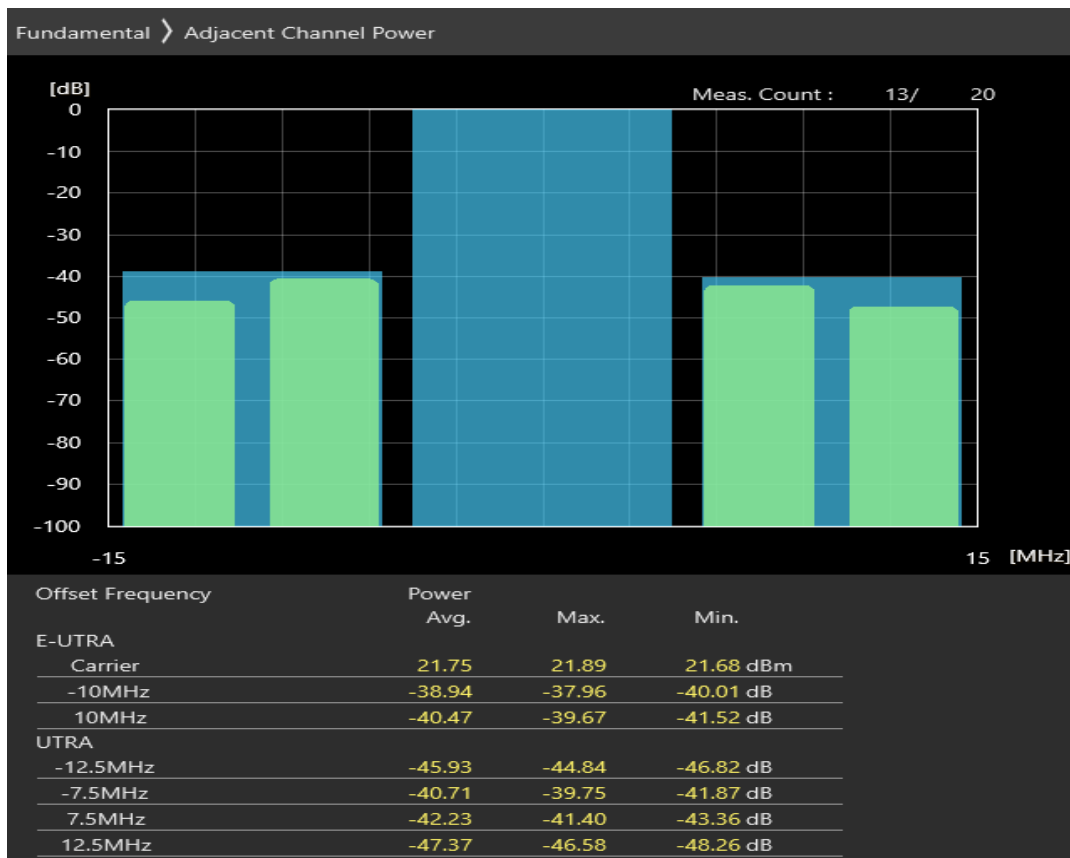 Fundamental 〉 Adjacent Channel Power
[dB]
Meas. Count : 13/ 20
0
-10
-20
-30
-40
-50
-60
-70
-80
-90
-100
-15 15 [MHz]
Offset Frequency Power
Avg. Max. Min.
E-UTRA
Carrier 21.75 21.89 21.68 dBm
-10MHz -38.94 -37.96 -40.01 dB
10MHz -40.47 -39.67 -41.52 dB
UTRA
-12.5MHz -45.93 -44.84 -46.82 dB
-7.5MHz -40.71 -39.75 -41.87 dB
7.5MHz -42.23 -41.40 -43.36 dB
12.5MHz -47.37 -46.58 -48.26 dB